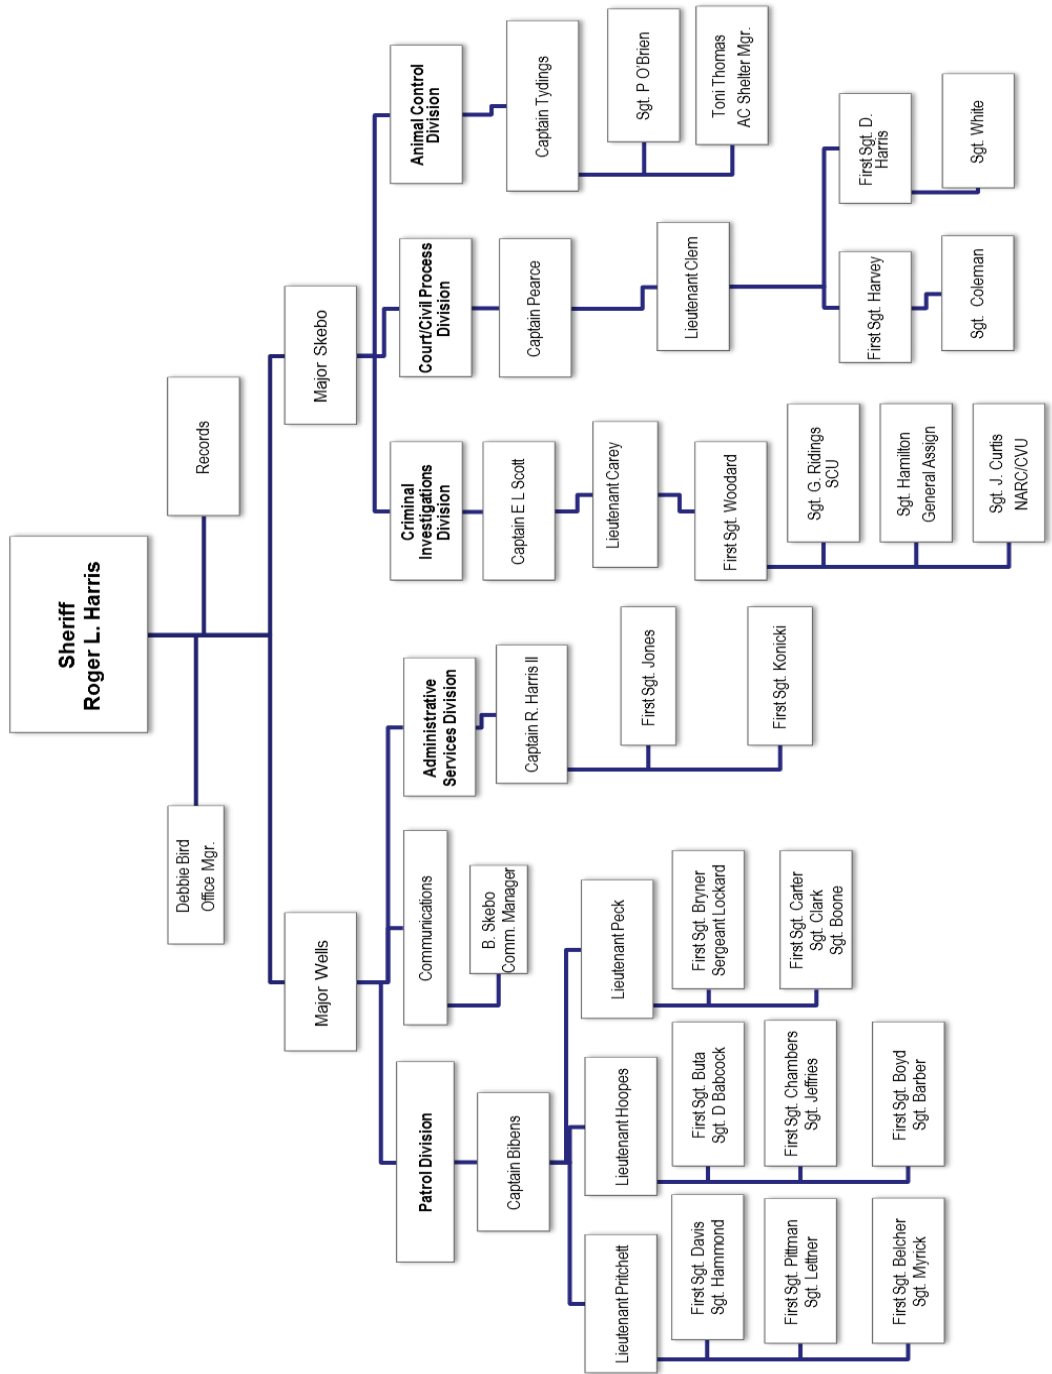 Sheriff
Roger L. Harris
Debbie Bird
Office Mgr.
Records
Major Wells
Major Skebo
Patrol Division
Communications
Administrative
Services Division
Criminal
Investigations
Division
Court/Civil Process
Division
Animal Control
Division
Captain Bibens
B. Skebo
Comm. Manager
Captain R. Harris II
Captain E L Scott
Captain Pearce
Captain Tydings
Lieutenant Pritchett
Lieutenant Hoopes
Lieutenant Peck
First Sgt. Jones
First Sgt. Konicki
Lieutenant Carey
Lieutenant Clem
Sgt. P O'Brien
Toni Thomas
AC Shelter Mgr.
First Sgt. Davis
Sgt. Hammond
First Sgt. Pittman
Sgt. Lettner
First Sgt. Belcher
Sgt. Myrick
First Sgt. Buta
Sgt. D Babcock
First Sgt. Chambers
Sgt. Jeffries
First Sgt. Boyd
Sgt. Barber
First Sgt. Bryner
Sergeant Lockard
First Sgt. Carter
Sgt. Clark
Sgt. Boone
First Sgt. Woodard
Sgt. G. Ridings
SCU
Sgt. Hamilton
General Assign
Sgt. J. Curtis
NARC/CVU
First Sgt. Harvey
Sgt. Coleman
First Sgt. D.
Harris
Sgt. White